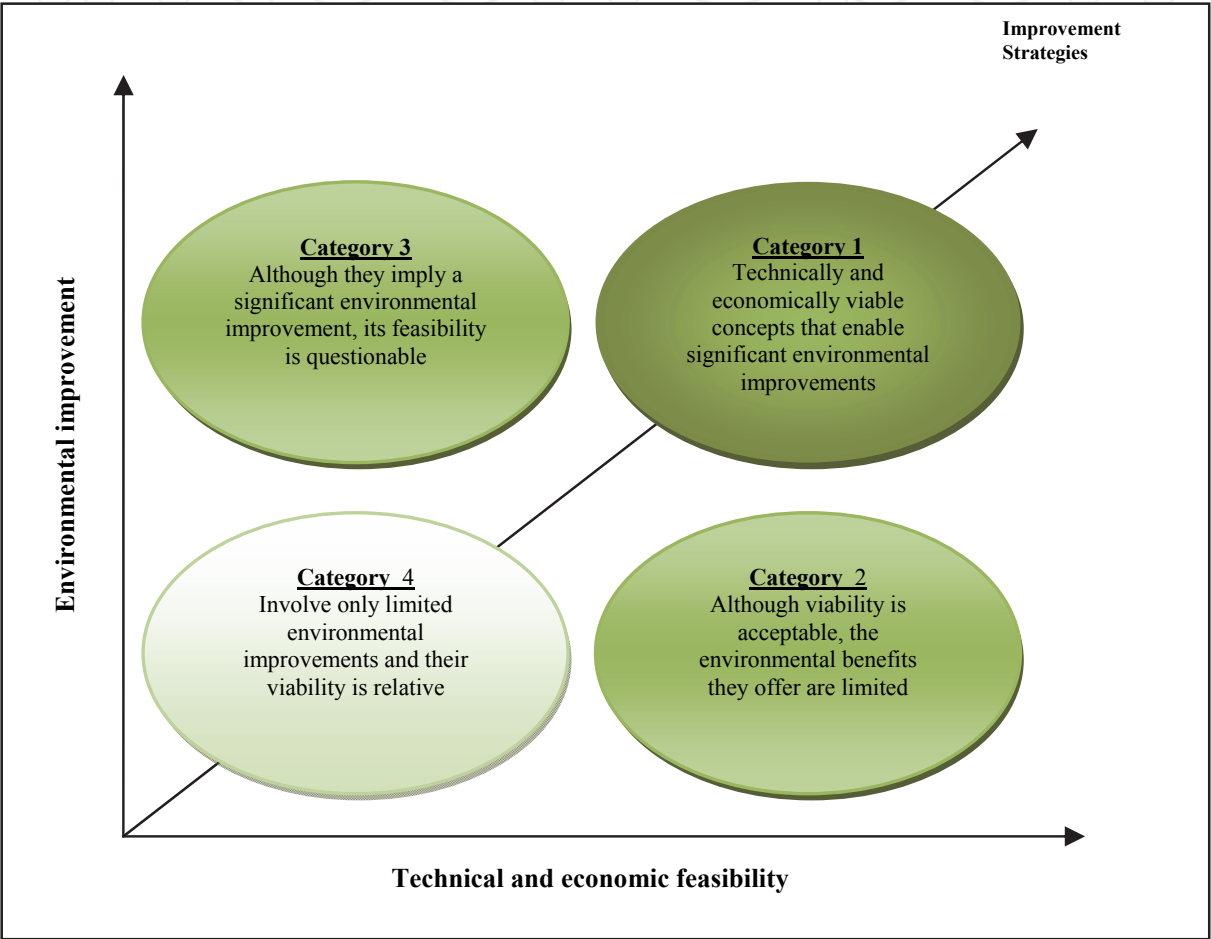 Improvement
Strategies
Environmental improvement
Category 3
Although they imply a
significant environmental
improvement, its feasibility
is questionable
Category 1
Technically and
economically viable
concepts that enable
significant environmental
improvements
Category 4
Involve only limited
environmental
improvements and their
viability is relative
Category 2
Although viability is
acceptable, the
environmental benefits
they offer are limited
Technical and economic feasibility